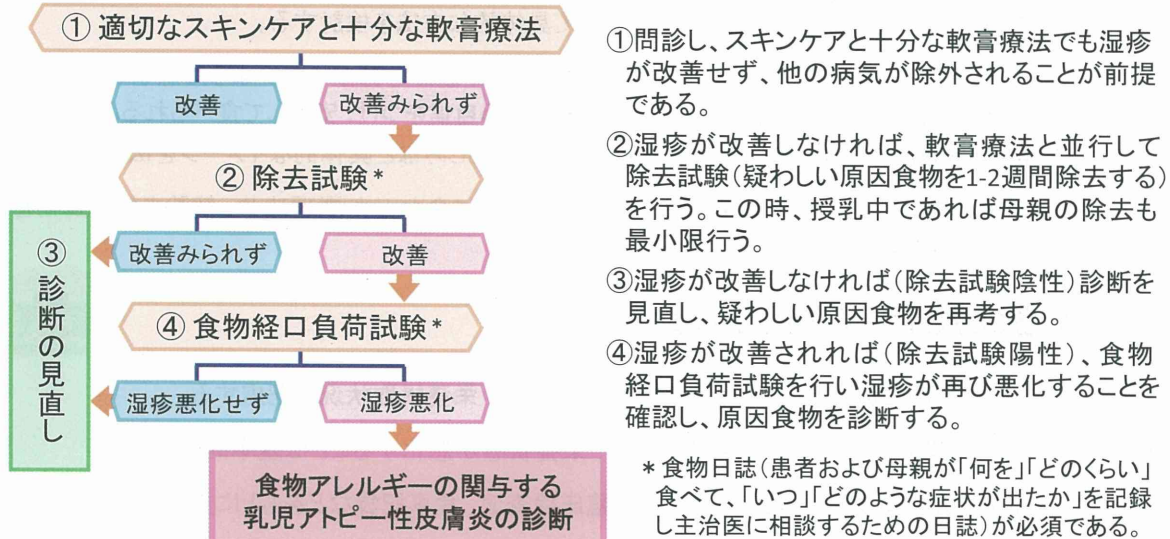 ① 適切なスキンケアと十分な軟膏療法
改善
改善みられず
② 除去試験*
改善みられず
改善
④ 食物経口負荷試験*
湿疹悪化せず
湿疹悪化
③診断の見直し
食物アレルギーの関与する
乳児アトピー性皮膚炎の診断
①問診し、スキンケアと十分な軟膏療法でも湿疹
が改善せず、他の病気が除外されることが前提
である。
②湿疹が改善しなければ、軟膏療法と並行して
除去試験(疑わしい原因食物を1-2週間除去する)
を行う。この時、授乳中であれば母親の除去も
最小限行う。
③湿疹が改善しなければ(除去試験陰性)診断を
見直し、疑わしい原因食物を再考する。
④湿疹が改善されれば(除去試験陽性)、食物
経口負荷試験を行い湿疹が再び悪化することを
確認し、原因食物を診断する。
* 食物日誌(患者および母親が「何を」「どのくらい」
食べて、「いつ」「どのような症状が出たか」を記録
し主治医に相談するための日誌)が必須である。